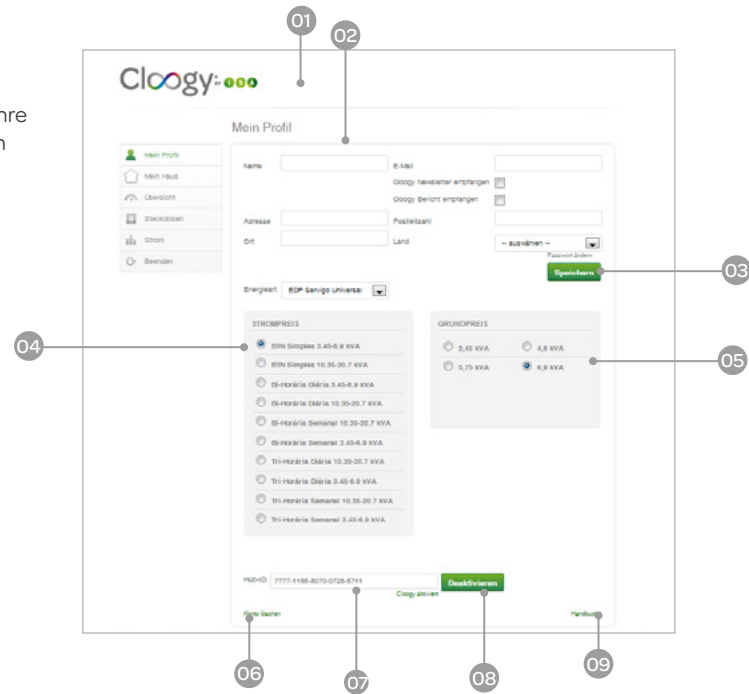 01
02
Cloogy
hre
n
Mein Profil
Mein Profil
Mein Haus
Übersicht
Steckdosen
Strom
Beenden
Name
E-Mail
Cloogy Newsletter empfangen
Cloogy Bericht empfangen
Adresse
Postleitzahl
Ort
Land
-- auswählen --
Passwort ändern
Speichern
03
Energieart
EDP Serviço Universal
04
STROMPREIS
BTN Simples 3.45-6.9 kVA
BTN Simples 10.35-20.7 kVA
Bi-Horária Diária 3.45-6.9 kVA
Bi-Horária Diária 10.35-20.7 kVA
Bi-Horária Semanal 10.35-20.7 kVA
Bi-Horária Semanal 3.45-6.9 kVA
Tri-Horária Diária 10.35-20.7 kVA
Tri-Horária Diária 3.45-6.9 kVA
Tri-Horária Semanal 10.35-20.7 kVA
Tri-Horária Semanal 3.45-6.9 kVA
GRUNDPREIS
3,45 kVA
4,6 kVA
5,75 kVA
6,9 kVA
05
Hub-ID
Deaktivieren
Cloogy aktiviert
Konto löschen
06
07
08
09